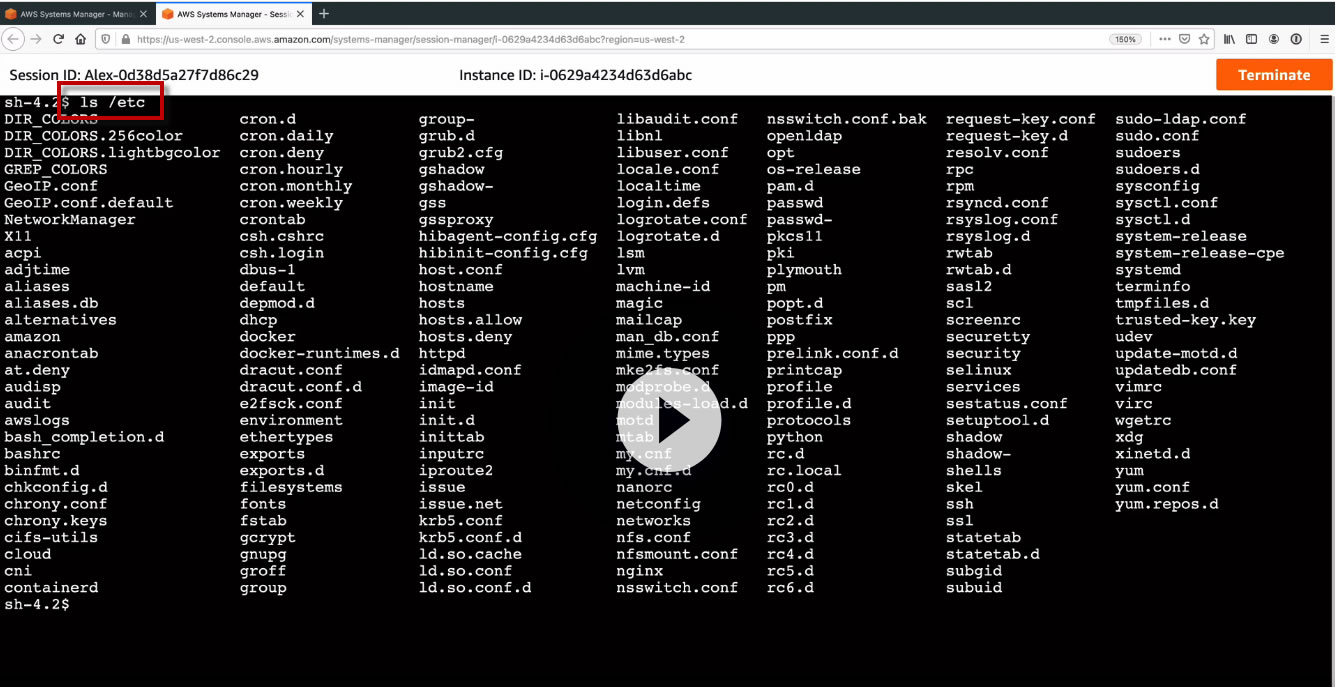 AWS Systems Manager - Mana
AWS Systems Manager - Sessi
https://us-west-2.console.aws.amazon.com/systems-manager/session-manager/i-0629a4234d63d6abc?region=us-west-2
150%
Session ID: Alex-0d38d5a27f7d86c29 Instance ID: i-0629a4234d63d6abc Terminate
sh-4.2$ ls /etc
DIR_COLORS cron.d group- libaudit.conf nsswitch.conf.bak request-key.conf sudo-ldap.conf
DIR_COLORS.256color cron.daily grub.d libnl openldap request-key.d sudo.conf
DIR_COLORS.lightbgcolor cron.deny grub2.cfg libuser.conf opt resolv.conf sudoers
GREP_COLORS cron.hourly gshadow locale.conf os-release rpc sudoers.d
GeoIP.conf cron.monthly gshadow- localtime pam.d rpm sysconfig
GeoIP.conf.default cron.weekly gss login.defs passwd rsyncd.conf sysctl.conf
NetworkManager crontab gssproxy logrotate.conf passwd- rsyslog.conf sysctl.d
X11 csh.cshrc hibagent-config.cfg logrotate.d pkcs11 rsyslog.d system-release
acpi csh.login hibinit-config.cfg lsm pki rwtab system-release-cpe
adjtime dbus-1 host.conf lvm plymouth rwtab.d systemd
aliases default hostname machine-id pm sasl2 terminfo
aliases.db depmod.d hosts magic popt.d scl tmpfiles.d
alternatives dhcp hosts.allow mailcap postfix screenrc trusted-key.key
amazon docker hosts.deny man_db.conf ppp securetty udev
anacrontab docker-runtimes.d httpd mime.types prelink.conf.d security update-motd.d
at.deny dracut.conf idmapd.conf mke2fs.conf printcap selinux updatedb.conf
audisp dracut.conf.d image-id modprobe.d profile services vimrc
audit e2fsck.conf init modules-load.d profile.d sestatus.conf virc
awslogs environment init.d motd protocols setuptool.d wgetrc
bash_completion.d ethertypes inittab mtab python shadow xdg
bashrc exports inputrc my.cnf rc.d shadow- xinetd.d
binfmt.d exports.d iproute2 my.cnf.d rc.local shells yum
chkconfig.d filesystems issue nanorc rc0.d skel yum.conf
chrony.conf fonts issue.net netconfig rc1.d ssh yum.repos.d
chrony.keys fstab krb5.conf networks rc2.d ssl
cifs-utils gcrypt krb5.conf.d nfs.conf rc3.d statetab
cloud gnupg ld.so.cache nfsmount.conf rc4.d statetab.d
cni groff ld.so.conf nginx rc5.d subgid
containerd group ld.so.conf.d nsswitch.conf rc6.d subuid
sh-4.2$